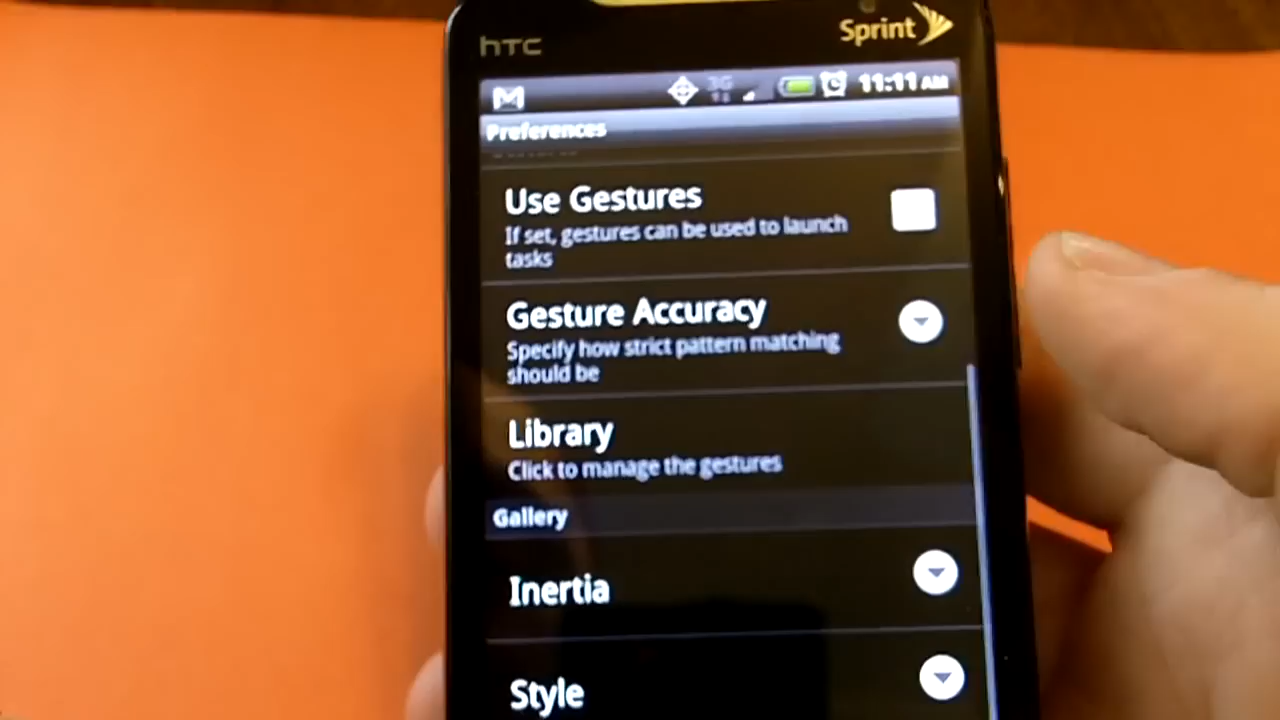 hTC
Sprint
3G
11:11 AM
Preferences
Use Gestures
If set, gestures can be used to launch
tasks
Gesture Accuracy
Specify how strict pattern matching
should be
Library
Click to manage the gestures
Gallery
Inertia
Style